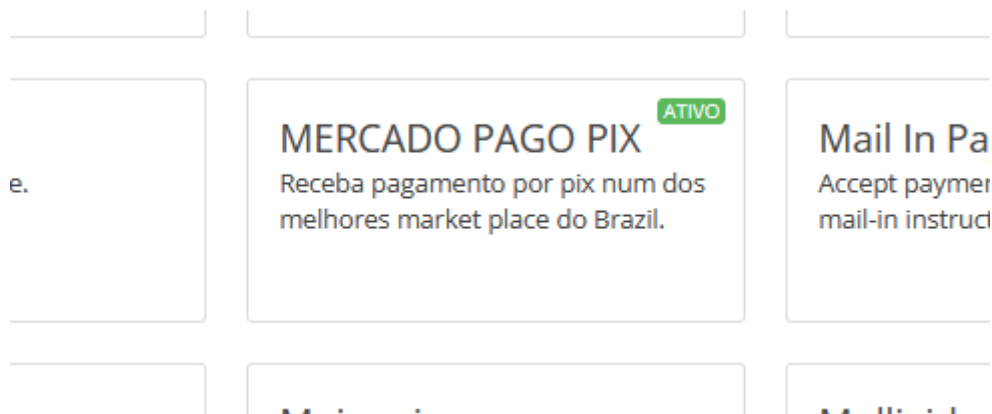 ATIVO
MERCADO PAGO PIX
Receba pagamento por pix num dos
melhores market place do Brazil.
e.
Mail In Pa
Accept paymen
mail-in instruct